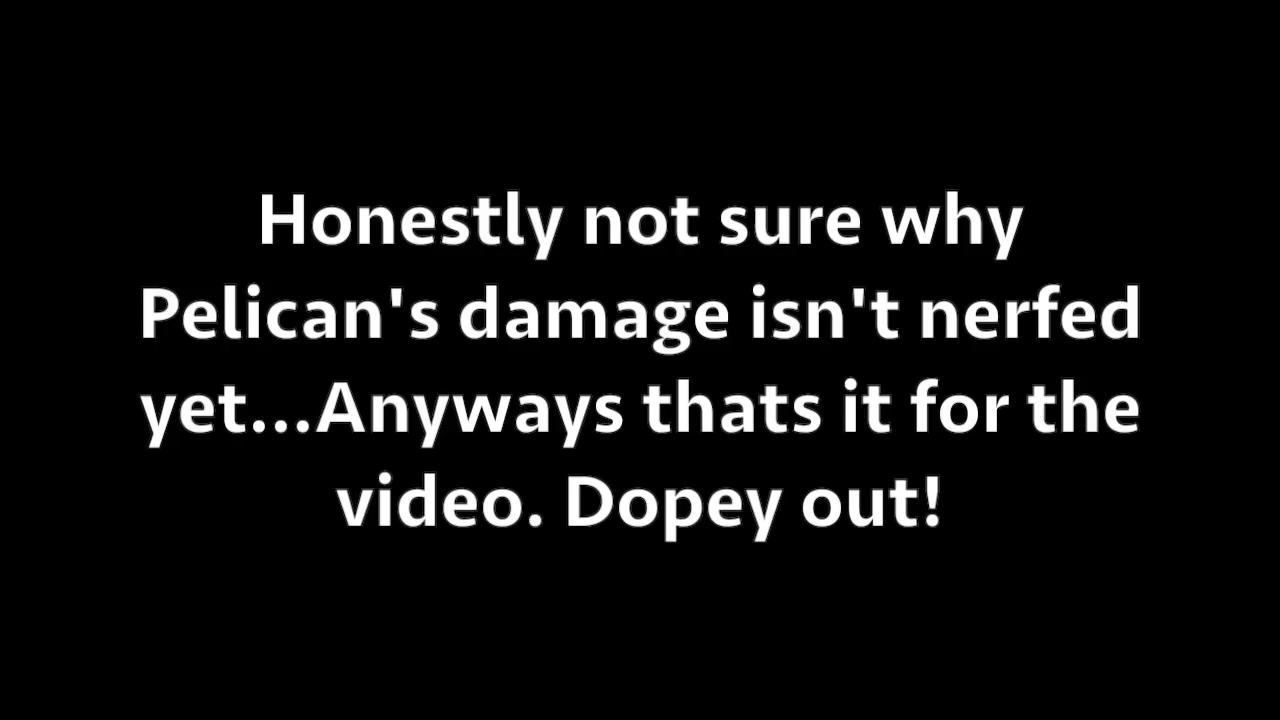 Honestly not sure why
Pelican's damage isn't nerfed
yet...Anyways thats it for the
video. Dopey out!